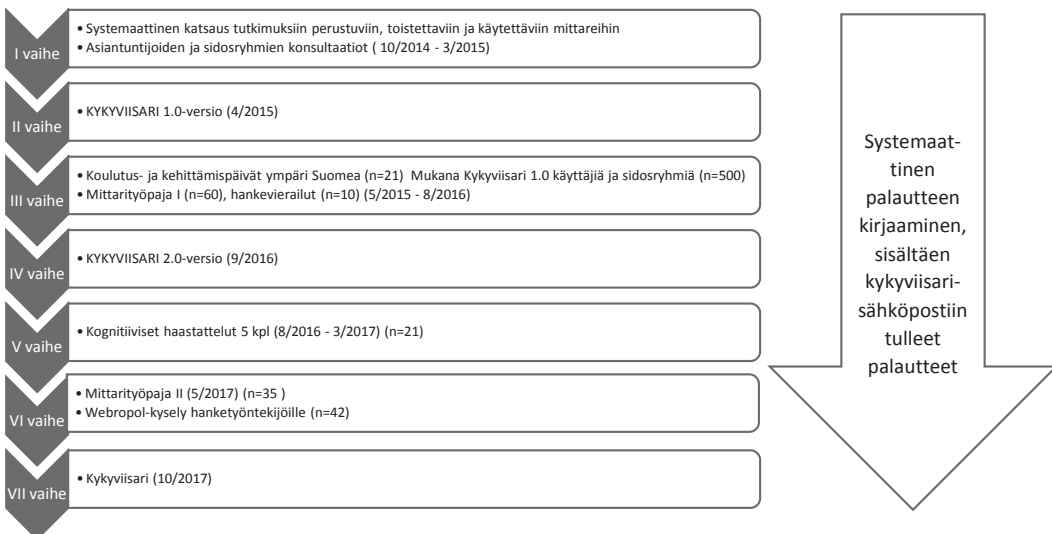 I vaihe
• Systemaattinen katsaus tutkimuksiin perustuviin, toistettaviin ja käytettäviin mittareihin
• Asiantuntijoiden ja sidosryhmien konsultaatiot ( 10/2014 - 3/2015)
II vaihe
• KYKYVIISARI 1.0-versio (4/2015)
III vaihe
• Koulutus- ja kehittämispäivät ympäri Suomea (n=21) Mukana Kykyviisari 1.0 käyttäjiä ja sidosryhmiä (n=500)
• Mittarityöpaja I (n=60), hankevierailut (n=10) (5/2015 - 8/2016)
IV vaihe
• KYKYVIISARI 2.0-versio (9/2016)
V vaihe
• Kognitiiviset haastattelut 5 kpl (8/2016 - 3/2017) (n=21)
VI vaihe
• Mittarityöpaja II (5/2017) (n=35 )
• Webropol-kysely hanketyöntekijöille (n=42)
VII vaihe
• Kykyviisari (10/2017)
Systemaat-
tinen
palautteen
kirjaaminen,
sisältäen
kykyviisari-
sähköpostiin
tulleet
palautteet